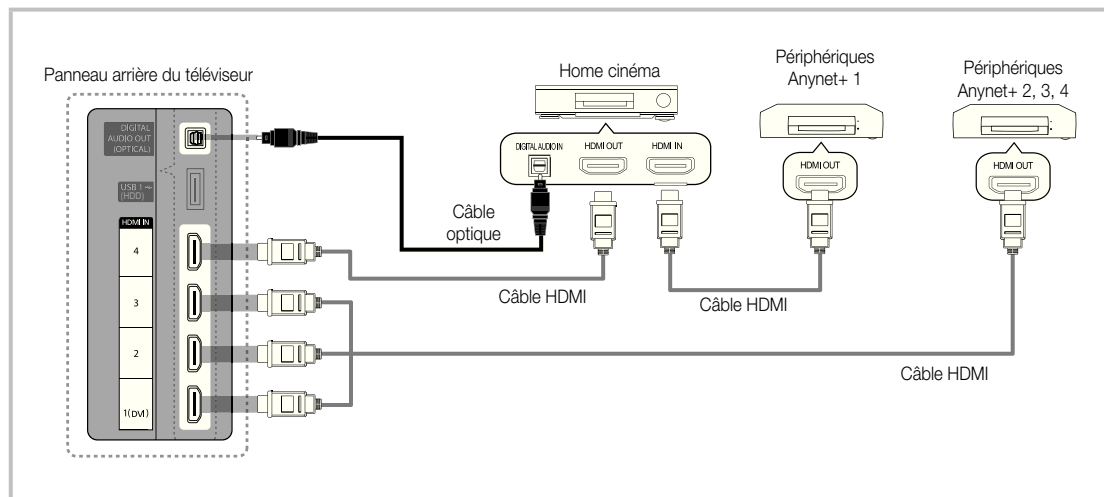 Panneau arrière du téléviseur
Home cinéma
Périphériques
Anynet+ 1
Périphériques
Anynet+ 2, 3, 4
DIGITAL
AUDIO OUT
(OPTICAL)
USB 1
(HDD)
HDMI IN
4
3
2
1(DVI)
DIGITAL AUDIO IN
HDMI OUT
HDMI IN
HDMI OUT
HDMI OUT
Câble
optique
Câble HDMI
Câble HDMI
Câble HDMI